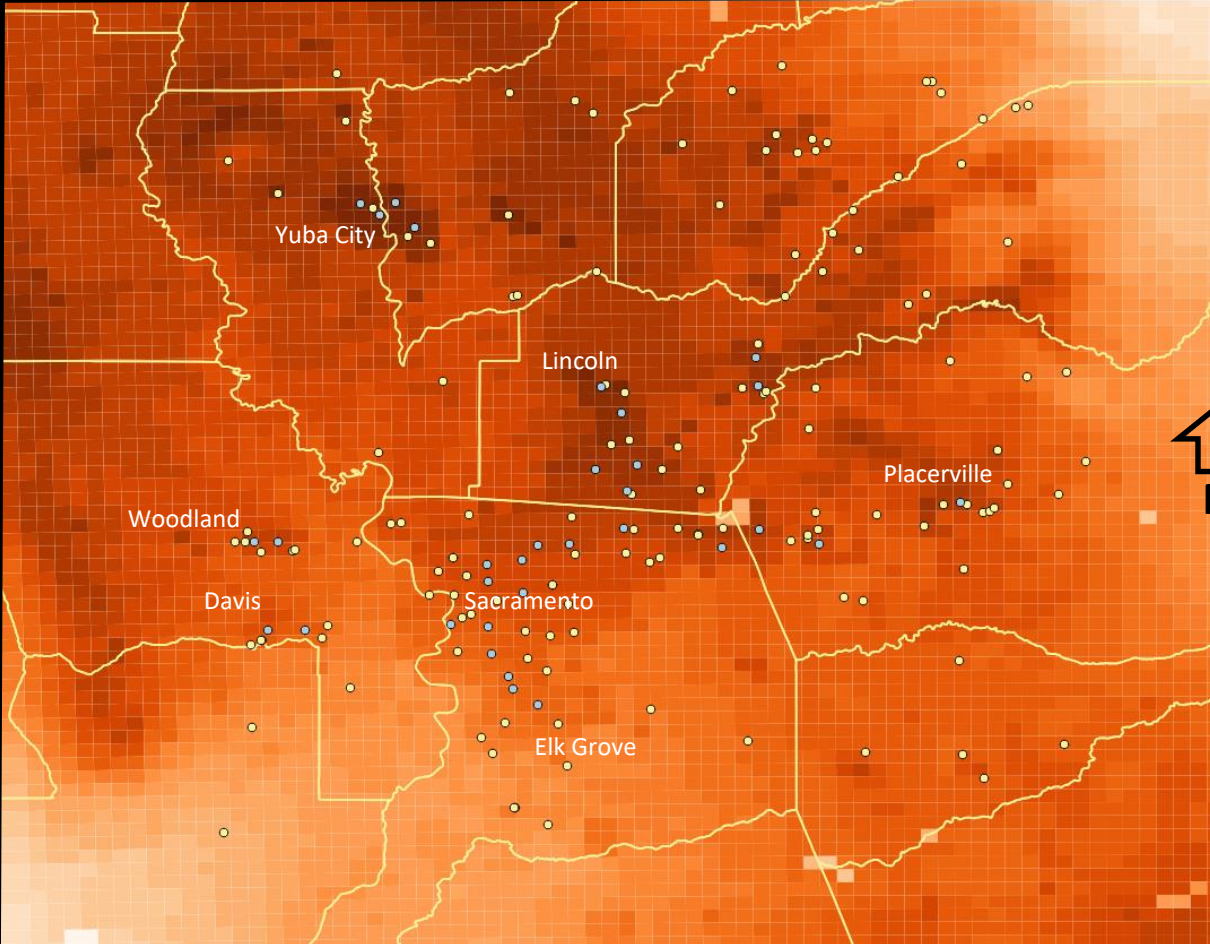 Yuba City
Lincoln
Placerville
Woodland
Davis
Sacramento
Elk Grove